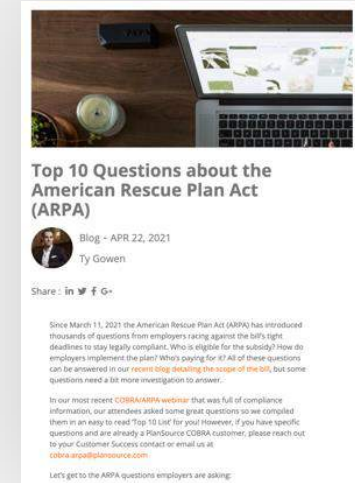 Top 10 Questions about the
American Rescue Plan Act
(ARPA)
Blog - APR 22, 2021
Ty Gowen
Share : in f G+
Since March 11, 2021 the American Rescue Plan Act (ARPA) has introduced
thousands of questions from employers racing against the bill's tight
deadlines to stay legally compliant. Who is eligible for the subsidy? How do
employers implement the plan? Who's paying for it? All of these questions
can be answered in our recent blog detailing the scope of the bill, but some
questions need a bit more investigation to answer.
In our most recent COBRA/ARPA webinar that was full of compliance
information, our attendees asked some great questions so we compiled
them in an easy to read 'Top 10 List' for you! However, if you have specific
questions and are already a PlanSource COBRA customer, please reach out
to your Customer Success contact or email us at
cobra.arpa@plansource.com
Let's get to the ARPA questions employers are asking: